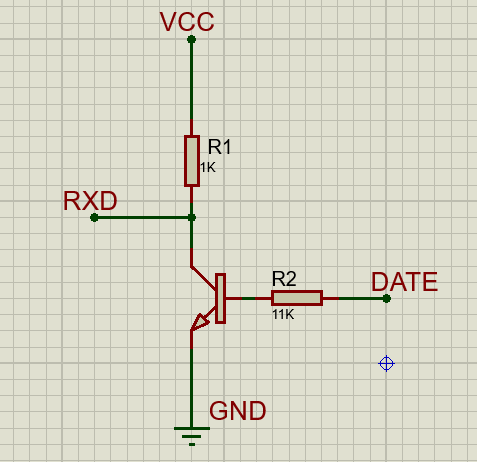 VCC
R1
1K
RXD
R2
DATE
11K
GND